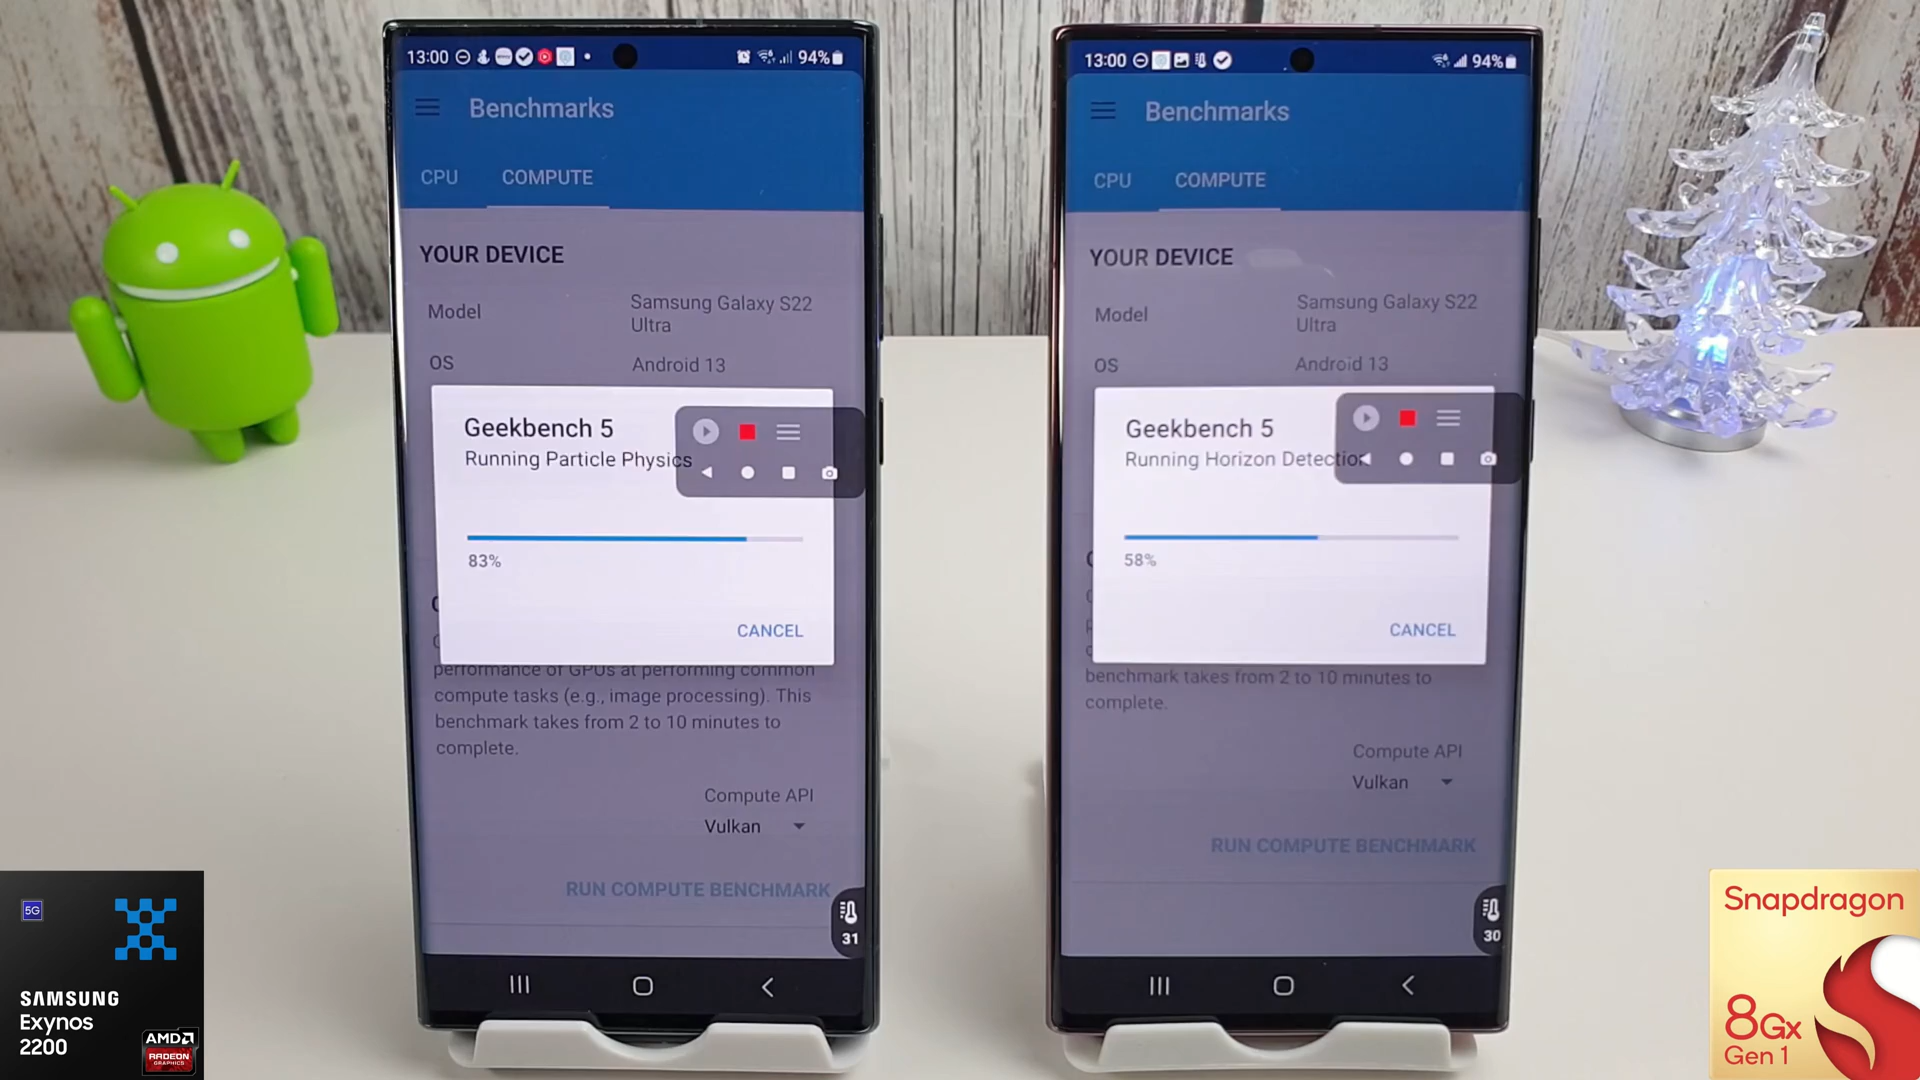 13:00
94%
Benchmarks
CPU
COMPUTE
YOUR DEVICE
Model
Samsung Galaxy S22
Ultra
OS
Android 13
Geekbench 5
Running Particle Physics
83%
CANCEL
performance of GPUs at performing common
compute tasks (e.g., image processing). This
benchmark takes from 2 to 10 minutes to
complete.
Compute API
Vulkan
RUN COMPUTE BENCHMARK
31
13:00
94%
Benchmarks
CPU
COMPUTE
YOUR DEVICE
Model
Samsung Galaxy S22
Ultra
OS
Android 13
Geekbench 5
Running Horizon Detection
58%
CANCEL
benchmark takes from 2 to 10 minutes to
complete.
Compute API
Vulkan
RUN COMPUTE BENCHMARK
30
5G
SAMSUNG
Exynos
2200
AMD
RADEON
GRAPHICS
Snapdragon
8Gx
Gen 1